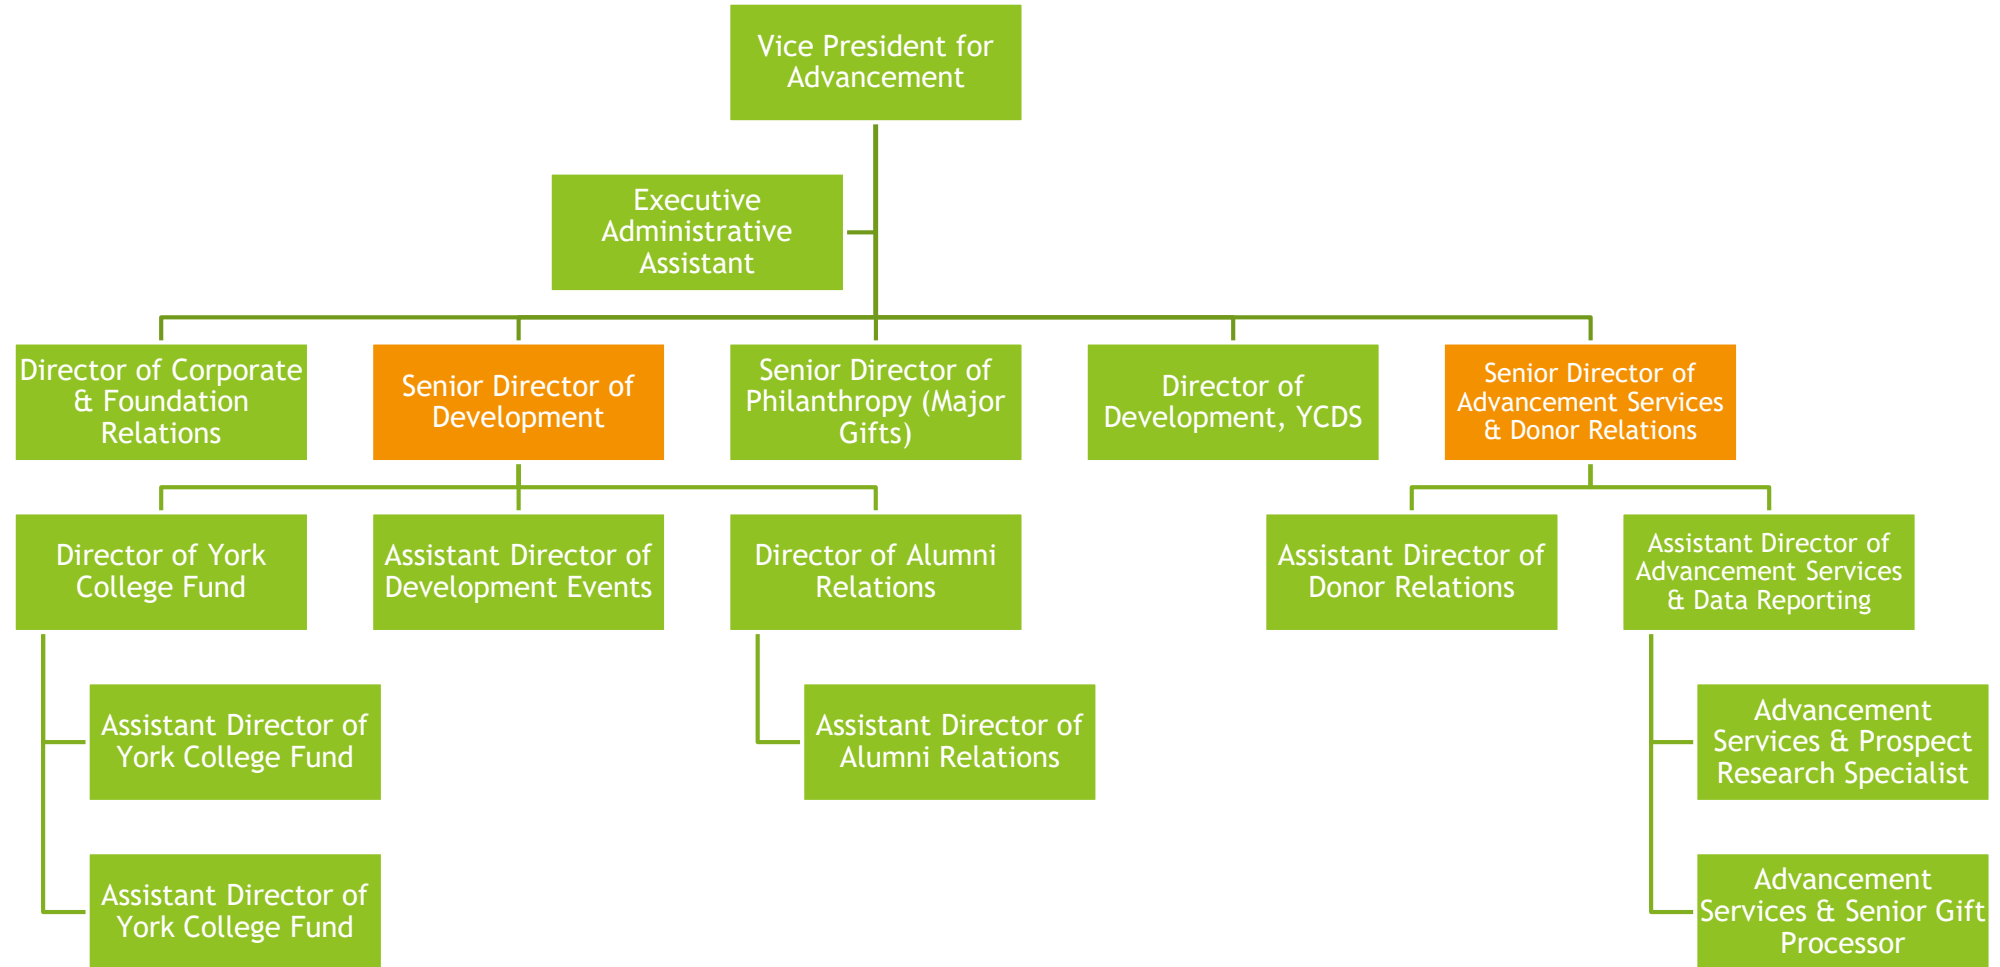 Vice President for
Advancement
Executive
Administrative
Assistant
Director of Corporate
& Foundation
Relations
Senior Director of
Development
Senior Director of
Philanthropy (Major
Gifts)
Director of
Development, YCDS
Senior Director of
Advancement Services
& Donor Relations
Director of York
College Fund
Assistant Director of
Development Events
Director of Alumni
Relations
Assistant Director of
Donor Relations
Assistant Director of
Advancement Services
& Data Reporting
Assistant Director of
York College Fund
Assistant Director of
Alumni Relations
Advancement
Services & Prospect
Research Specialist
Assistant Director of
York College Fund
Advancement
Services & Senior Gift
Processor